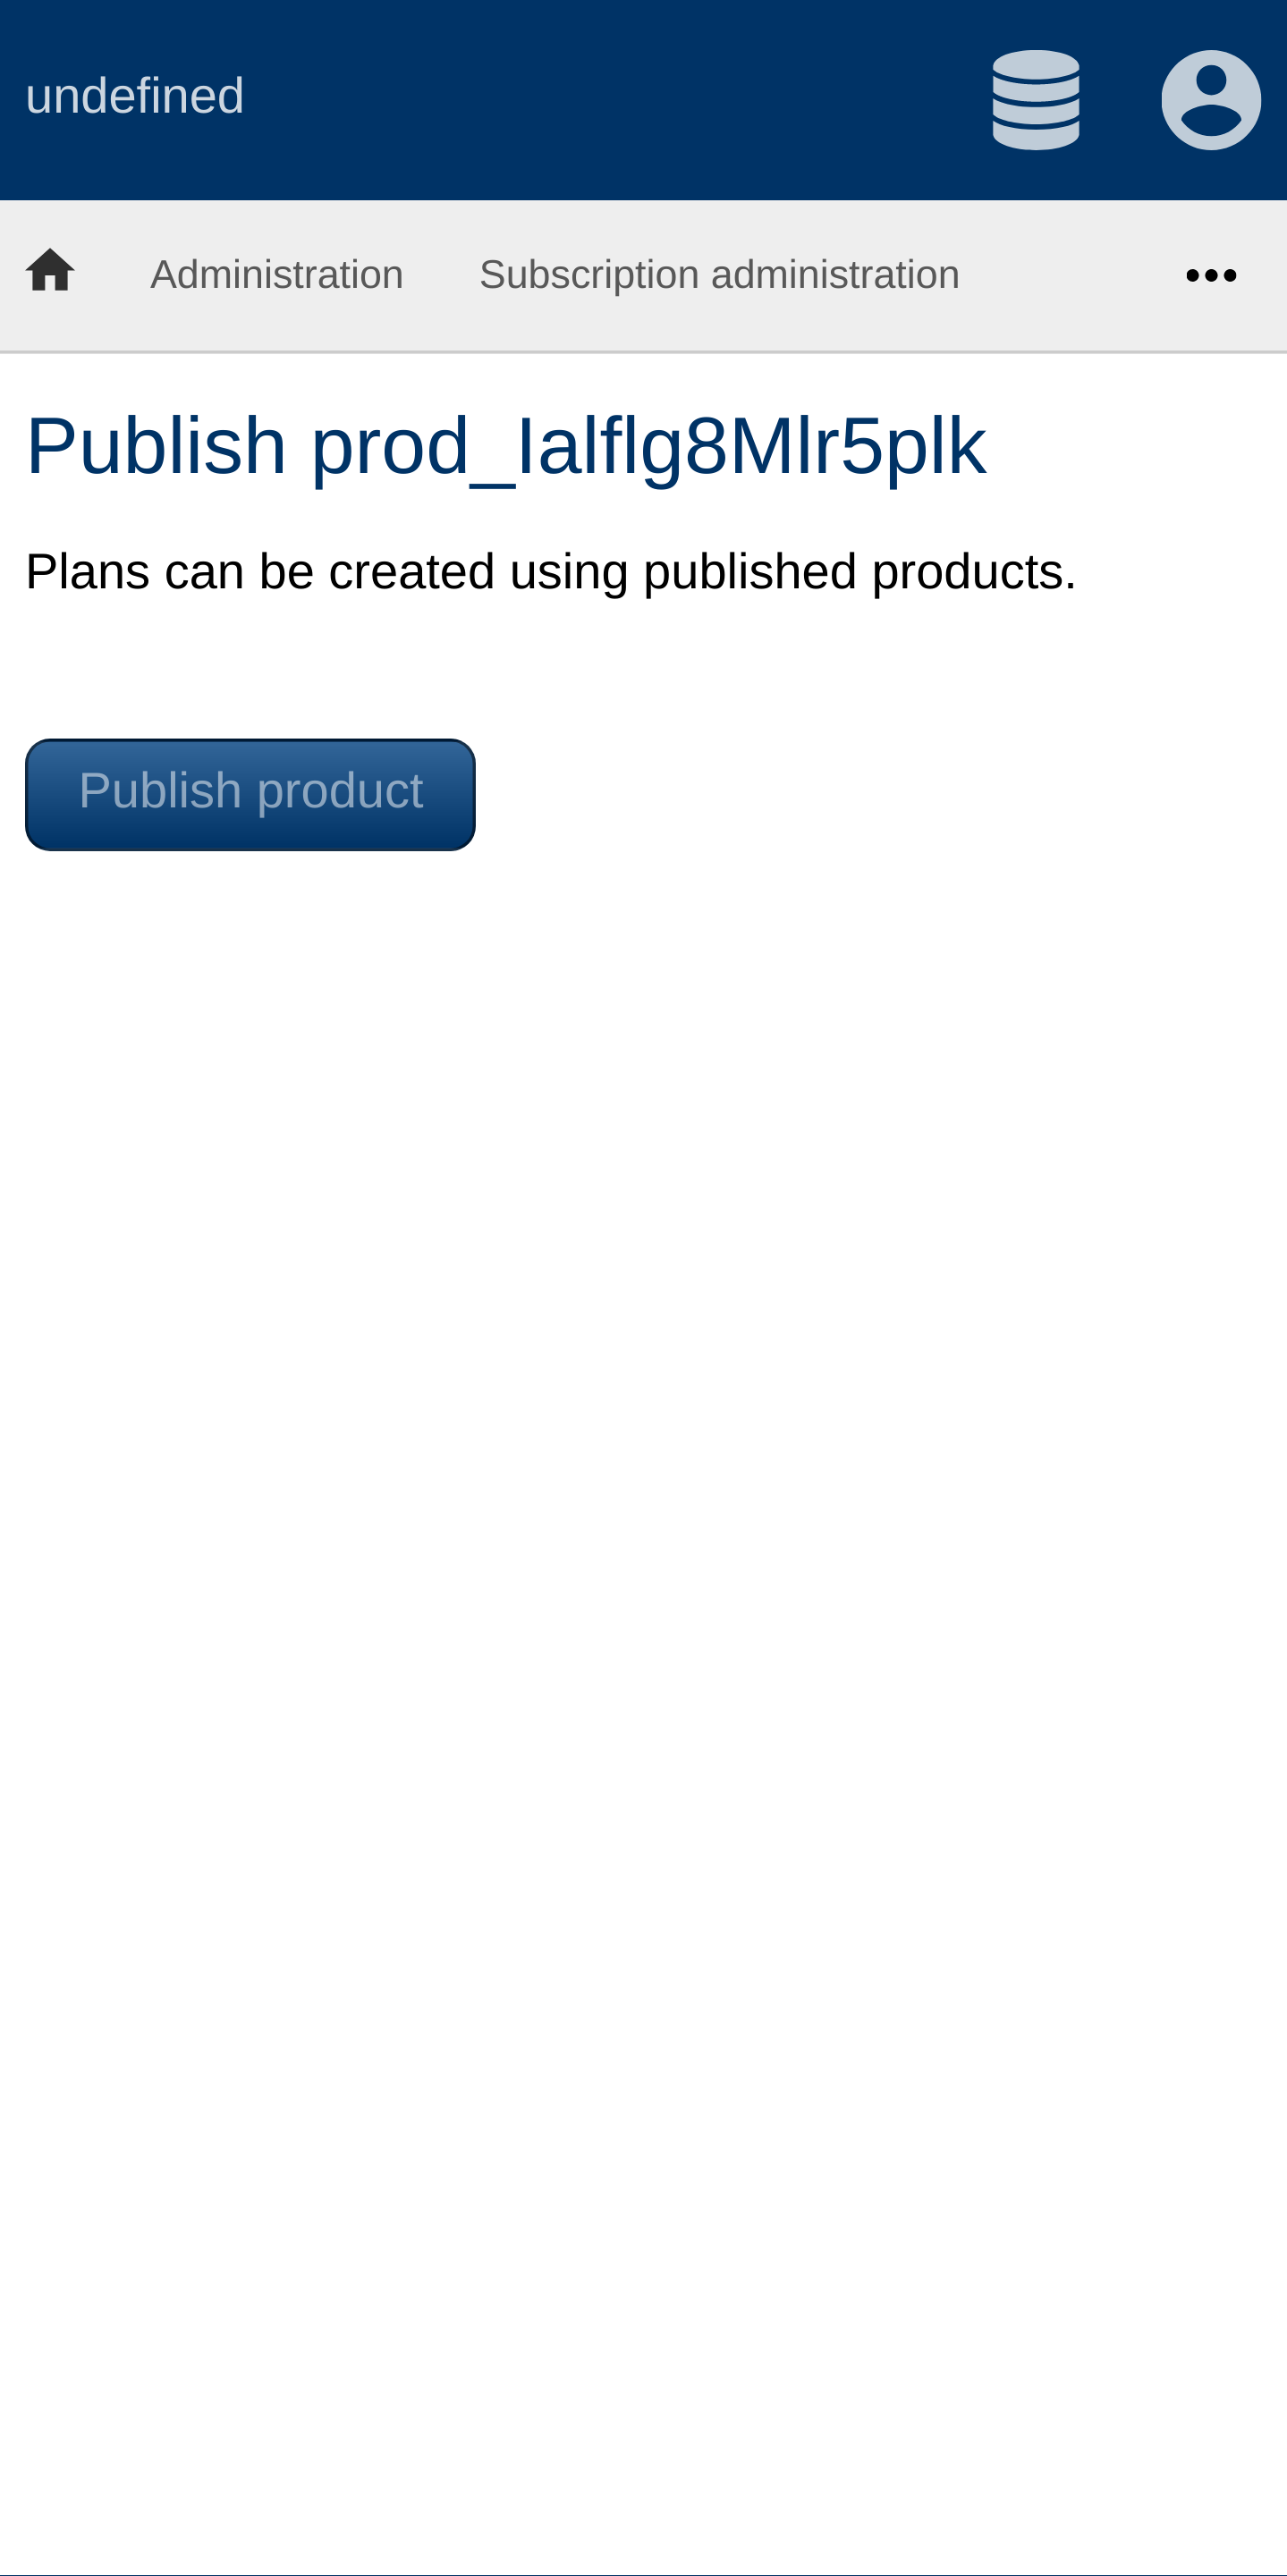 undefined
Administration Subscription administration
Publish prod_Ialflg8Mlr5plk
Plans can be created using published products.
Publish product